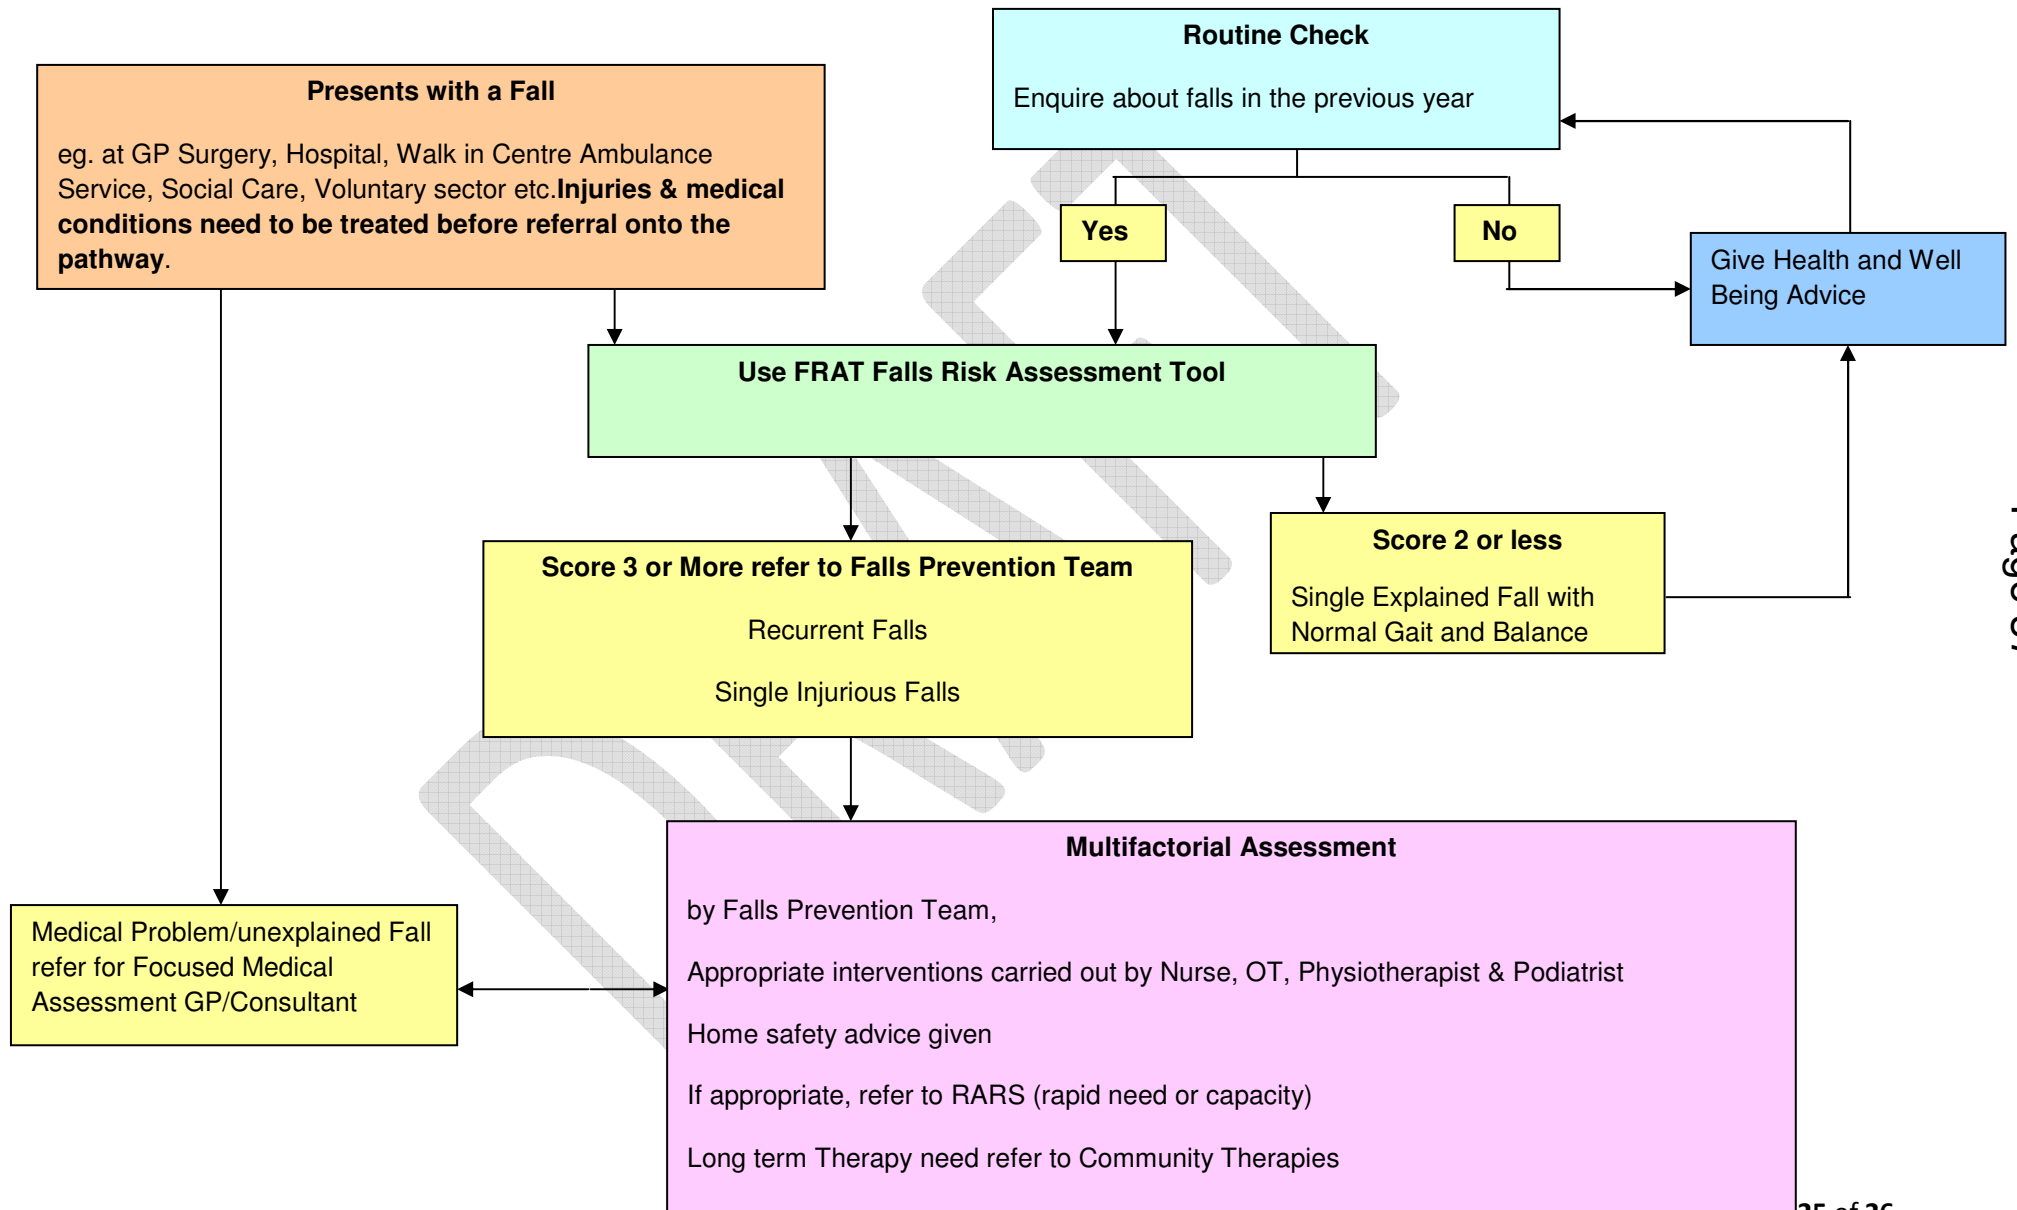 Routine Check
Enquire about falls in the previous year
Presents with a Fall
eg. at GP Surgery, Hospital, Walk in Centre Ambulance
Service, Social Care, Voluntary sector etc.Injuries & medical
conditions need to be treated before referral onto the
pathway.
Yes
No
Give Health and Well
Being Advice
Use FRAT Falls Risk Assessment Tool
Score 3 or More refer to Falls Prevention Team
Recurrent Falls
Single Injurious Falls
Score 2 or less
Single Explained Fall with
Normal Gait and Balance
Multifactorial Assessment
by Falls Prevention Team,
Appropriate interventions carried out by Nurse, OT, Physiotherapist & Podiatrist
Home safety advice given
If appropriate, refer to RARS (rapid need or capacity)
Long term Therapy need refer to Community Therapies
Medical Problem/unexplained Fall
refer for Focused Medical
Assessment GP/Consultant
DRAFT